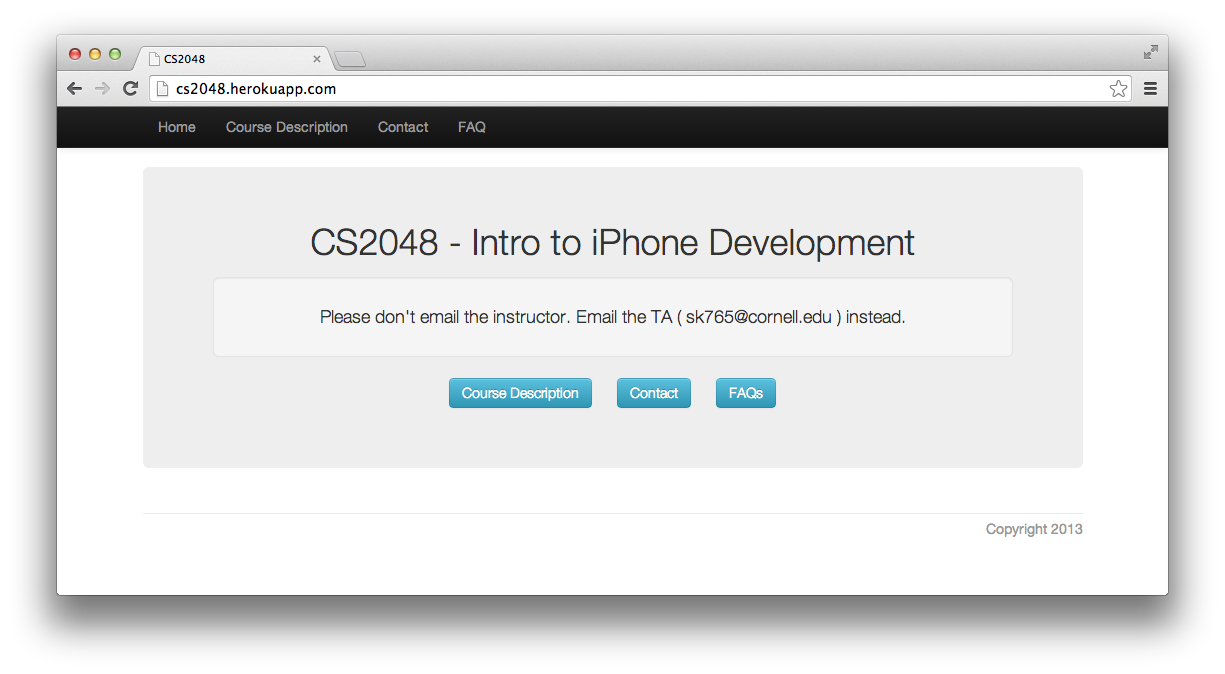 CS2048
cs2048.herokuapp.com
Home Course Description Contact FAQ
CS2048 - Intro to iPhone Development
Please don't email the instructor. Email the TA ( sk765@cornell.edu ) instead.
Course Description Contact FAQs
Copyright 2013